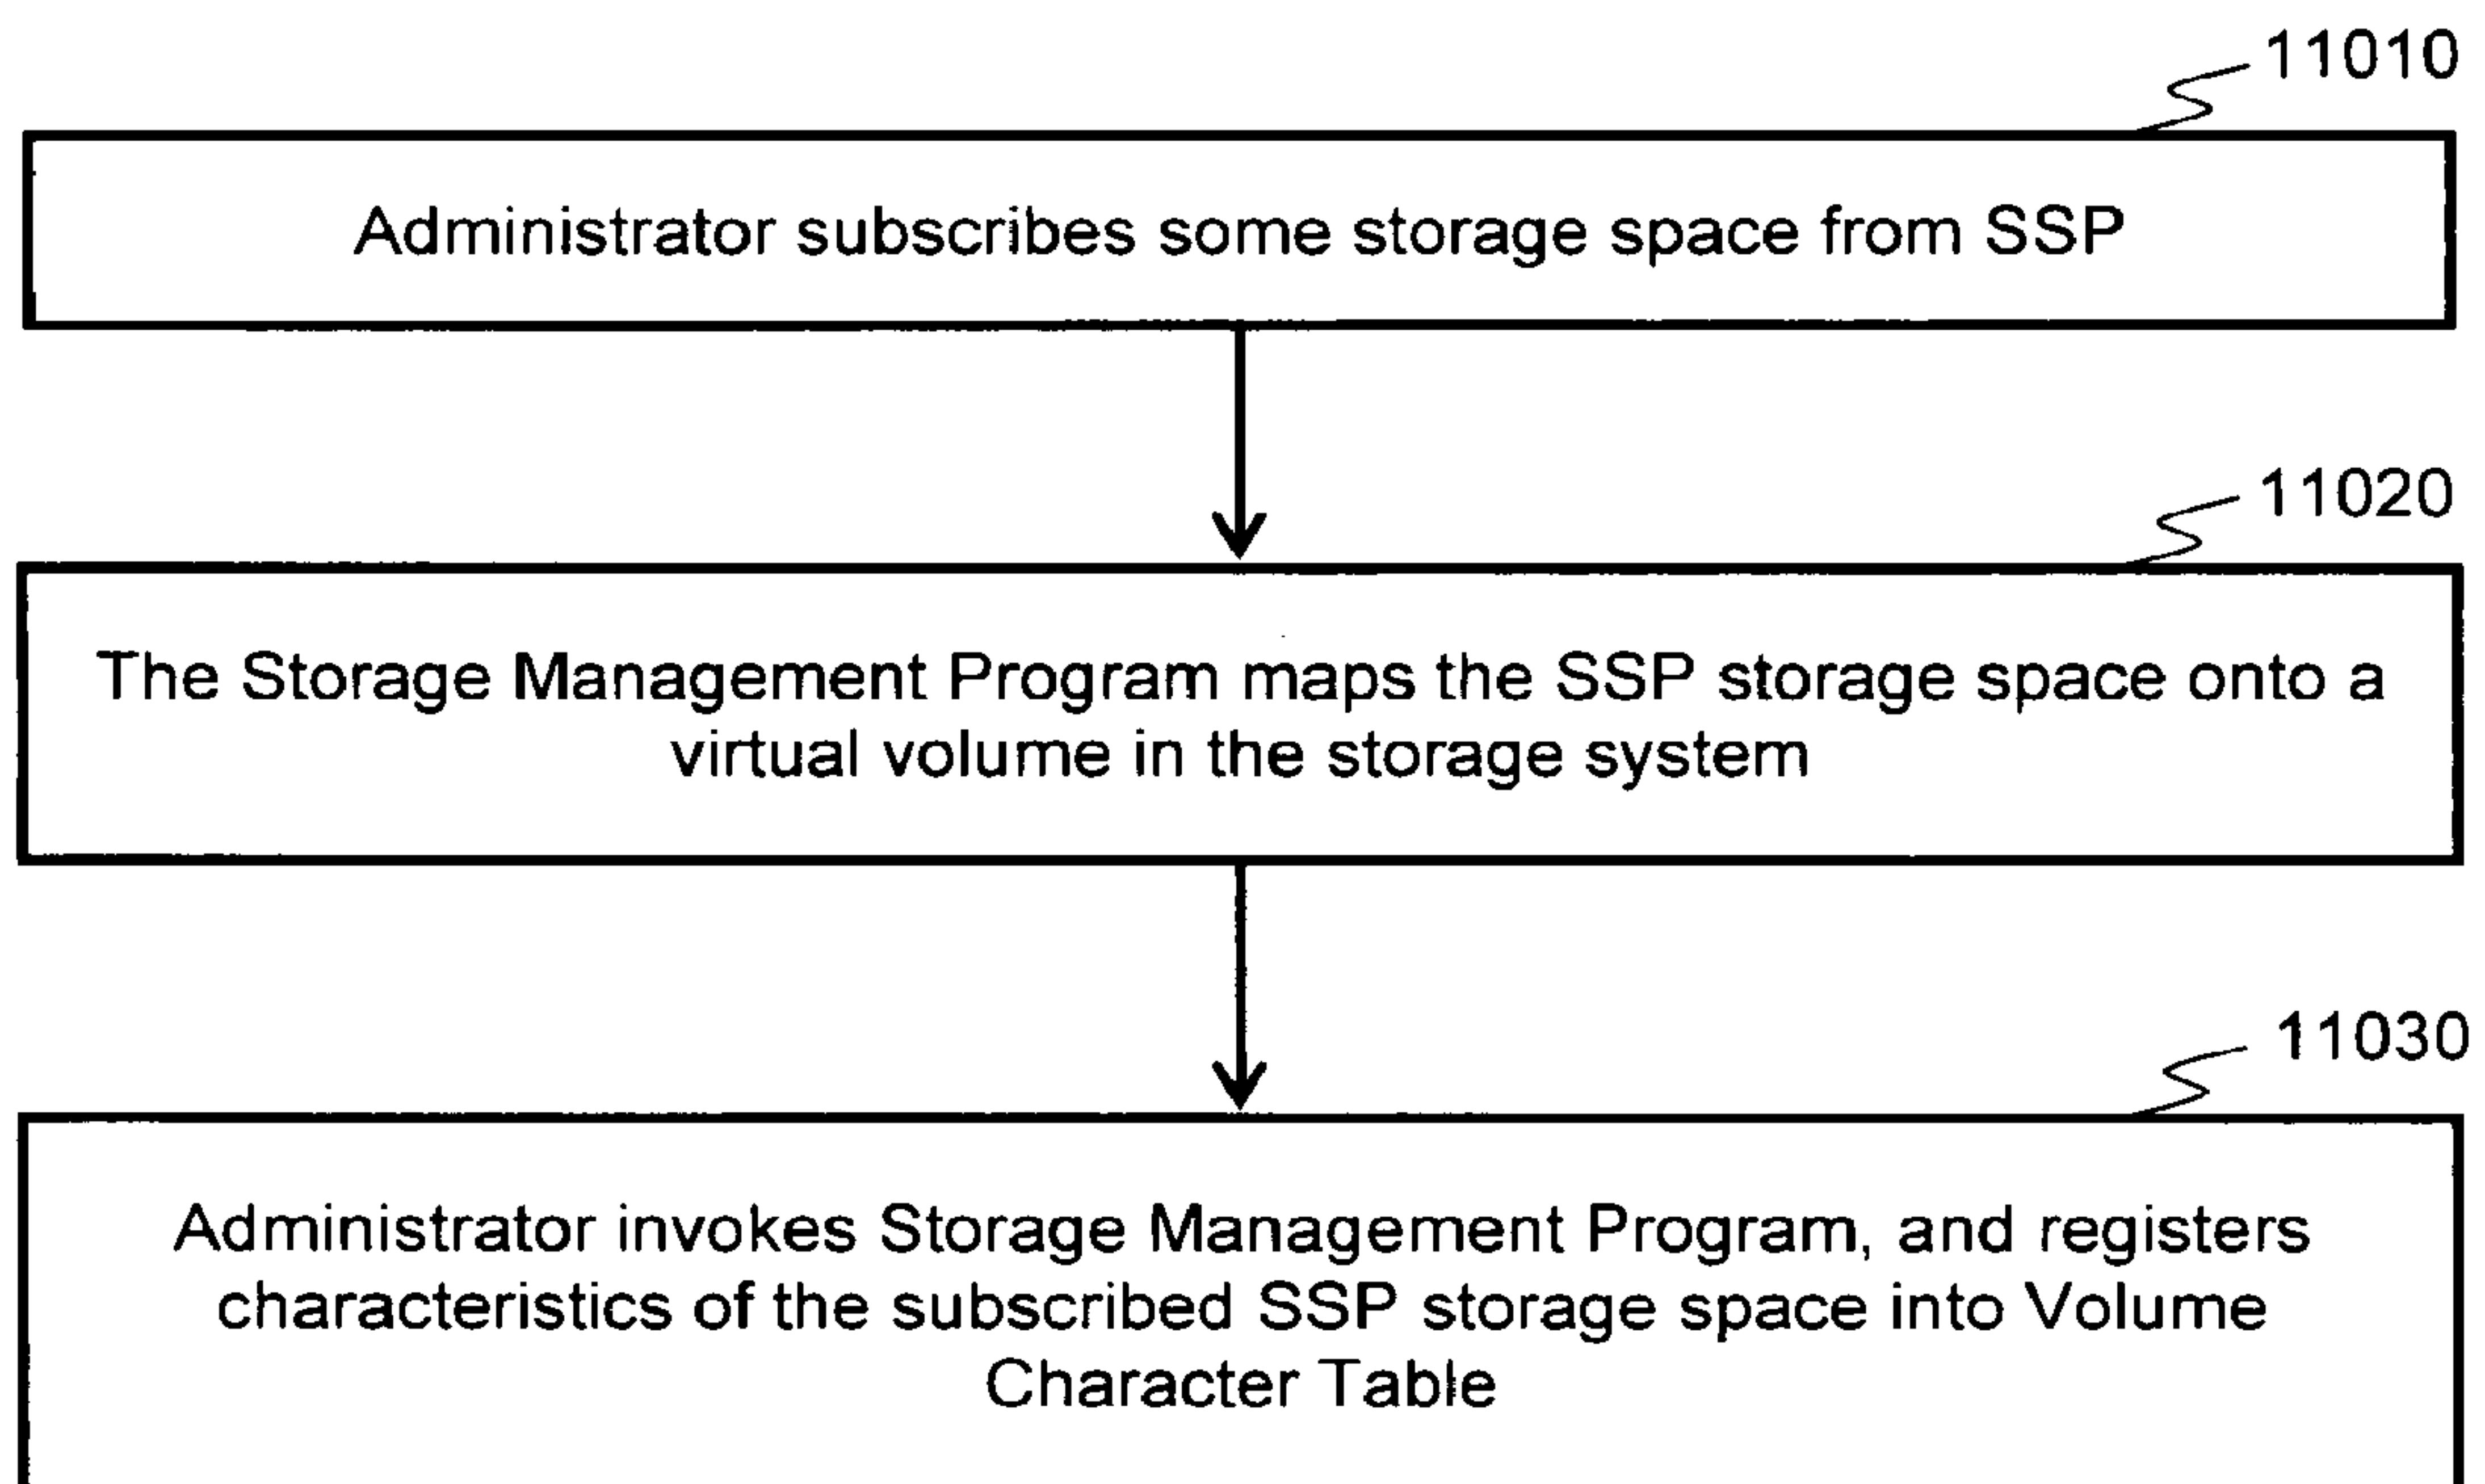 11010
Administrator subscribes some storage space from SSP
11020
The Storage Management Program maps the SSP storage space onto a
virtual volume in the storage system
11030
Administrator invokes Storage Management Program, and registers
characteristics of the subscribed SSP storage space into Volume
Character Table